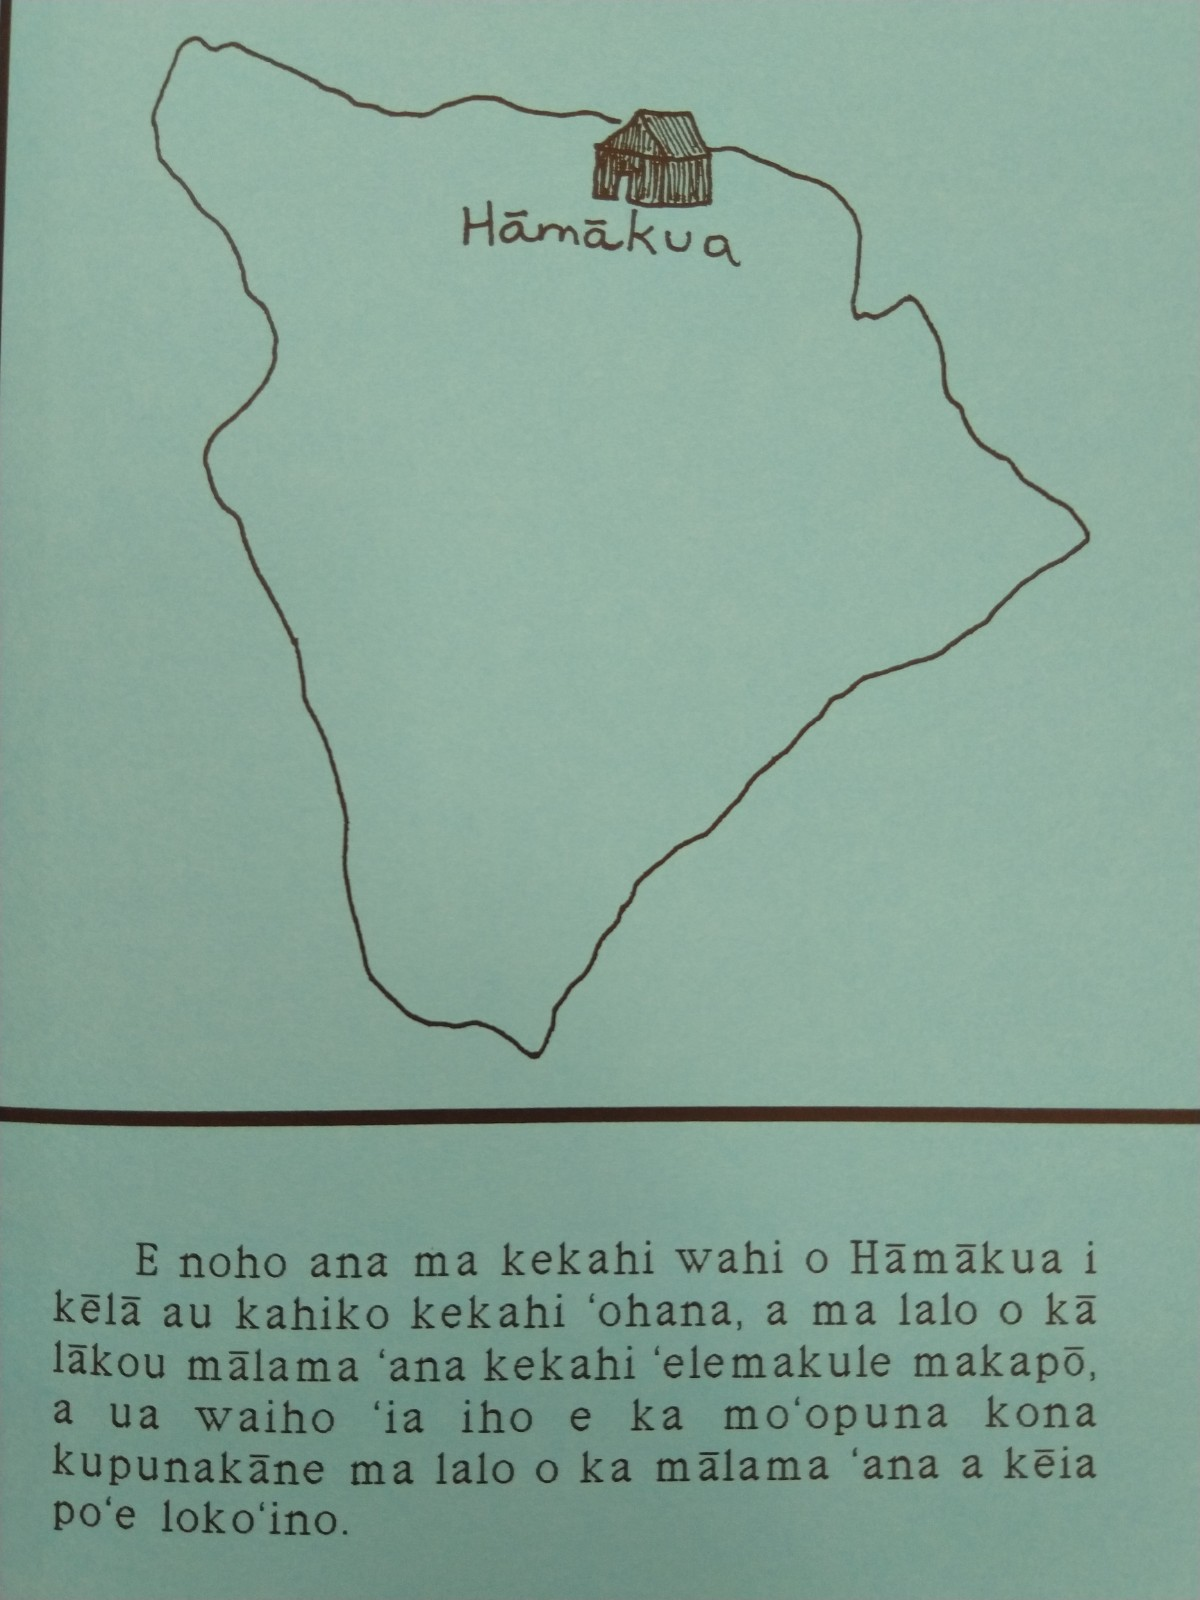 Hāmākua
E noho ana ma kekahi wahi o Hāmākua i
kēlā au kahiko kekahi ʻohana, a ma lalo o kā
lākou mālama ʻana kekahi ʻelemakule makapō,
a ua waiho ʻia iho e ka moʻopuna kona
kupunakāne ma lalo o ka mālama ʻana a kēia
poʻe lokoʻino.